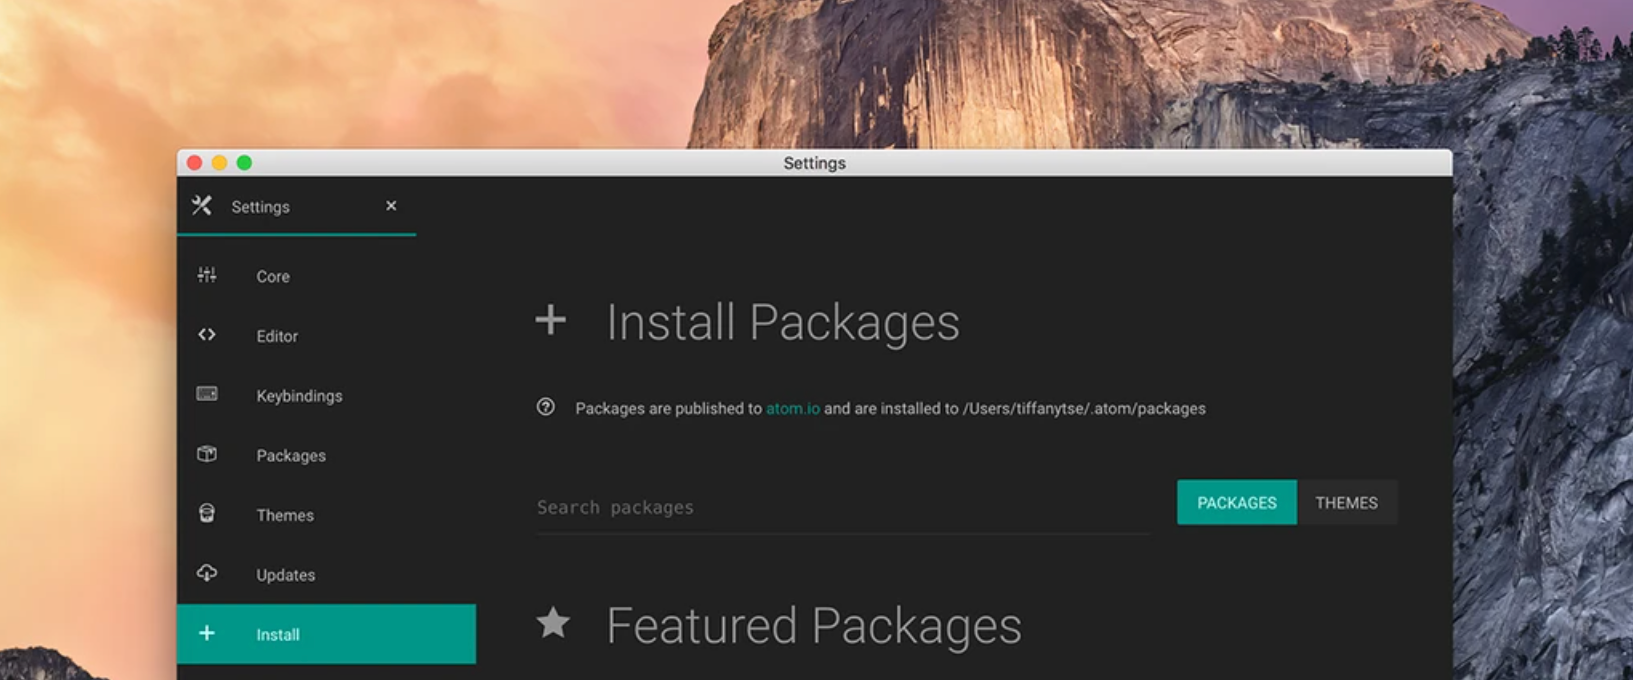 Settings
Settings
Core
Editor
Keybindings
Packages
Themes
Updates
Install
Install Packages
Packages are published to atom.io and are installed to /Users/tiffanytse/.atom/packages
Search packages
PACKAGES THEMES
Featured Packages